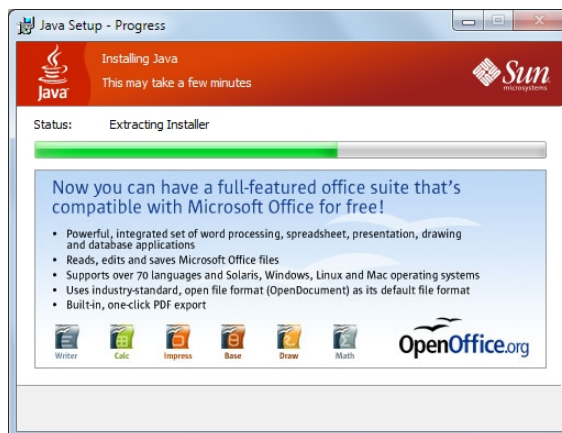 Java Setup - Progress
Installing Java
This may take a few minutes
Java
Sun
microsystems
Status: Extracting Installer
Now you can have a full-featured office suite that's
compatible with Microsoft Office for free!
• Powerful, integrated set of word processing, spreadsheet, presentation, drawing
and database applications
• Reads, edits and saves Microsoft Office files
• Supports over 70 languages and Solaris, Windows, Linux and Mac operating systems
• Uses industry-standard, open file format (OpenDocument) as its default file format
• Built-in, one-click PDF export
Writer Calc Impress Base Draw Math
OpenOffice.org